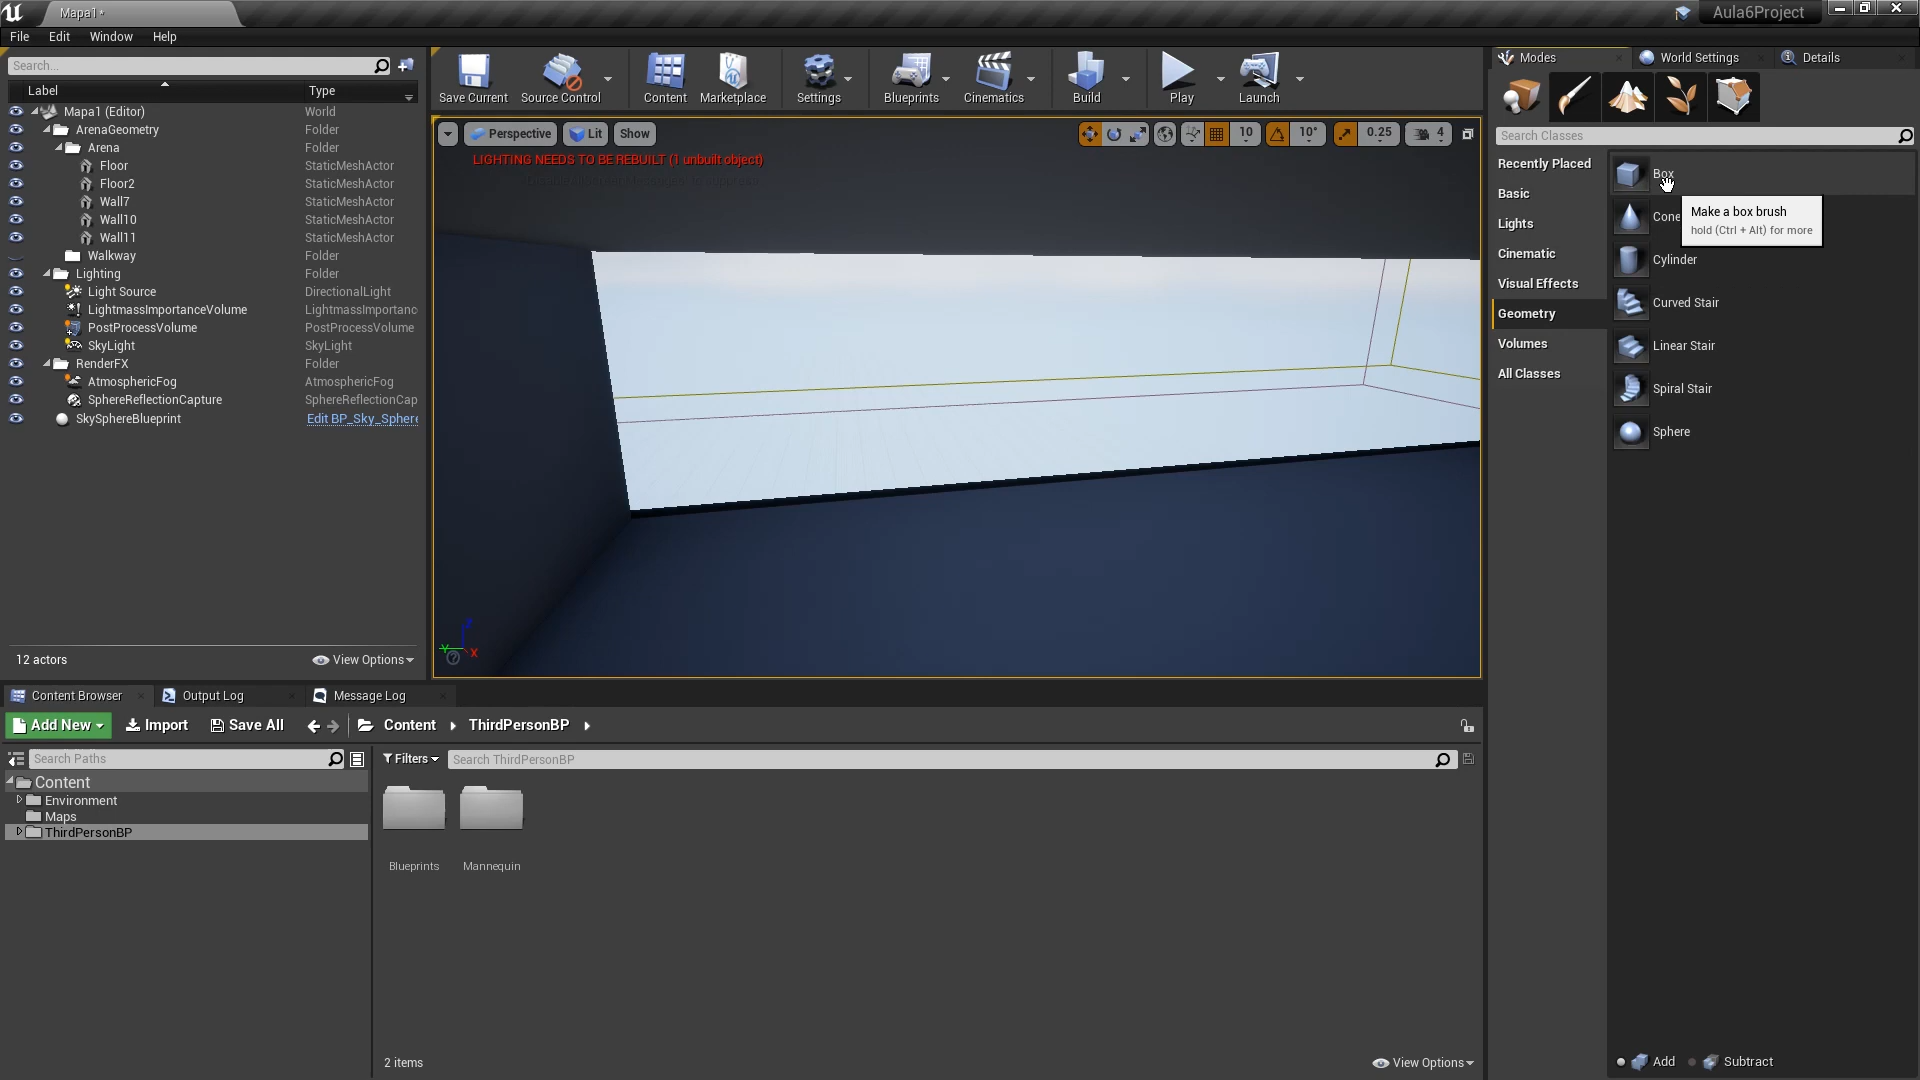 Mapa1*
Aula6Project
File Edit Window Help
Search...
Label Type
Mapa1 (Editor) World
ArenaGeometry Folder
Arena Folder
Floor StaticMeshActor
Floor2 StaticMeshActor
Wall7 StaticMeshActor
Wall10 StaticMeshActor
Wall11 StaticMeshActor
Walkway Folder
Lighting Folder
Light Source DirectionalLight
LightmassImportanceVolume LightmassImportanc
PostProcessVolume PostProcessVolume
SkyLight SkyLight
RenderFX Folder
AtmosphericFog AtmosphericFog
SphereReflectionCapture SphereReflectionCap
SkySphereBlueprint Edit BP_Sky_Sphere
12 actors View Options
Save Current Source Control Content Marketplace Settings Blueprints Cinematics Build Play Launch
Perspective Lit Show 10 10° 0.25 4
LIGHTING NEEDS TO BE REBUILT (1 unbuilt object)
Z
Y X
Modes World Settings Details
Search Classes
Recently Placed
Basic
Lights
Cinematic
Visual Effects
Geometry
Volumes
All Classes
Box
Make a box brush
hold (Ctrl + Alt) for more
Cone
Cylinder
Curved Stair
Linear Stair
Spiral Stair
Sphere
Add Subtract
Content Browser Output Log Message Log
Add New Import Save All Content ThirdPersonBP
Search Paths
Filters Search ThirdPersonBP
Content
Environment
Maps
ThirdPersonBP
Blueprints Mannequin
2 items View Options